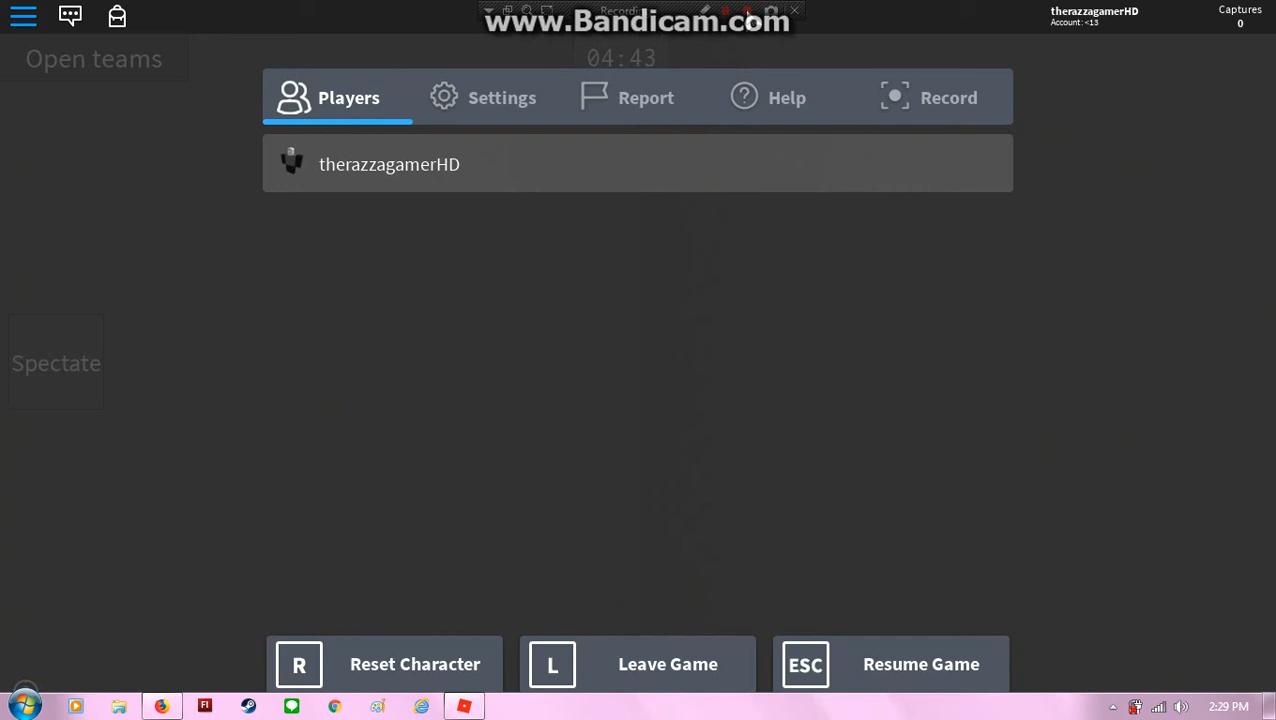 www.Bandicam.com
therazzagamerHD
Account: <13
Captures
0
Open teams
04:43
Players
Settings
Report
Help
Record
therazzagamerHD
Spectate
R
Reset Character
L
Leave Game
ESC
Resume Game
2:29 PM